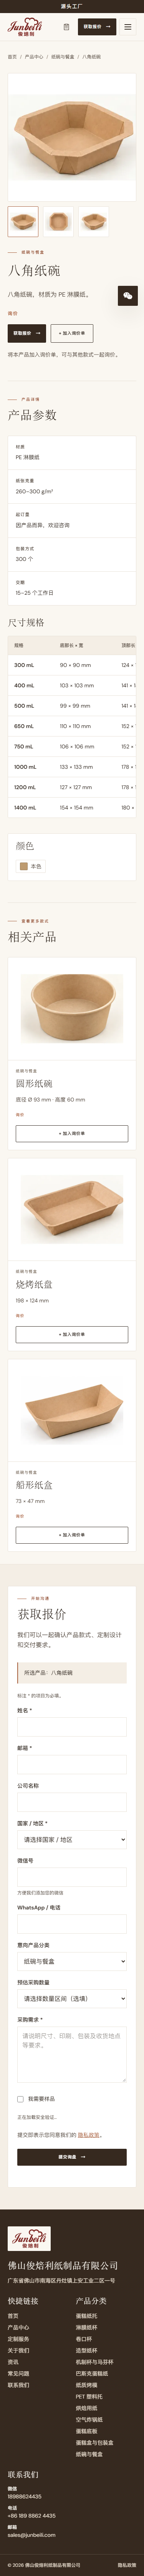 源头工厂
Junbeili
俊倍利
获取报价 →
首页 / 产品中心 / 纸碗与餐盒 / 八角纸碗
纸碗与餐盒
八角纸碗
八角纸碗，材质为 PE 淋膜纸。
询价
获取报价 →
+ 加入询价单
将本产品加入询价单，可与其他款式一起询价。
产品详情
产品参数
材质
PE 淋膜纸
纸张克重
260–300 g/m²
起订量
因产品而异，欢迎咨询
包装方式
300 个
交期
15–25 个工作日
尺寸规格
规格 底部长 × 宽 顶部长
300 mL 90 × 90 mm 124 ×
400 mL 103 × 103 mm 141 × 1
500 mL 99 × 99 mm 141 × 1
650 mL 110 × 110 mm 152 ×
750 mL 106 × 106 mm 152 ×
1000 mL 133 × 133 mm 178 ×
1200 mL 127 × 127 mm 178 ×
1400 mL 154 × 154 mm 180 ×
颜色
本色
查看更多款式
相关产品
纸碗与餐盒
圆形纸碗
底径 Ø 93 mm · 高度 60 mm
询价
+ 加入询价单
纸碗与餐盒
烧烤纸盘
198 × 124 mm
询价
+ 加入询价单
纸碗与餐盒
船形纸盒
73 × 47 mm
询价
+ 加入询价单
开始沟通
获取报价
我们可以一起确认产品款式、定制设计和交付要求。
所选产品：八角纸碗
标注 * 的项目为必填。
姓名 *
邮箱 *
公司名称
国家 / 地区 *
请选择国家 / 地区
微信号
方便我们添加您的微信
WhatsApp / 电话
意向产品分类
纸碗与餐盒
预估采购数量
请选择数量区间（选填）
采购需求 *
请说明尺寸、印刷、包装及收货地点等要求。
我需要样品
正在加载安全验证…
提交即表示您同意我们的 隐私政策。
提交询盘 →
Junbeili
俊倍利
佛山俊焙利纸制品有限公司
广东省佛山市南海区丹灶镇上安工业二区一号
快捷链接
首页
产品中心
定制服务
关于我们
资讯
常见问题
联系我们
产品分类
蛋糕纸托
淋膜纸杯
卷口杯
造型纸杯
机制杯与马芬杯
巴斯克蛋糕纸
纸质烤模
PET 塑料托
烘焙用纸
空气炸锅纸
蛋糕底板
蛋糕盒与包装盒
纸碗与餐盒
联系我们
微信
18988624435
电话
+86 189 8862 4435
邮箱
sales@junbeili.com
© 2026 佛山俊焙利纸制品有限公司
隐私政策